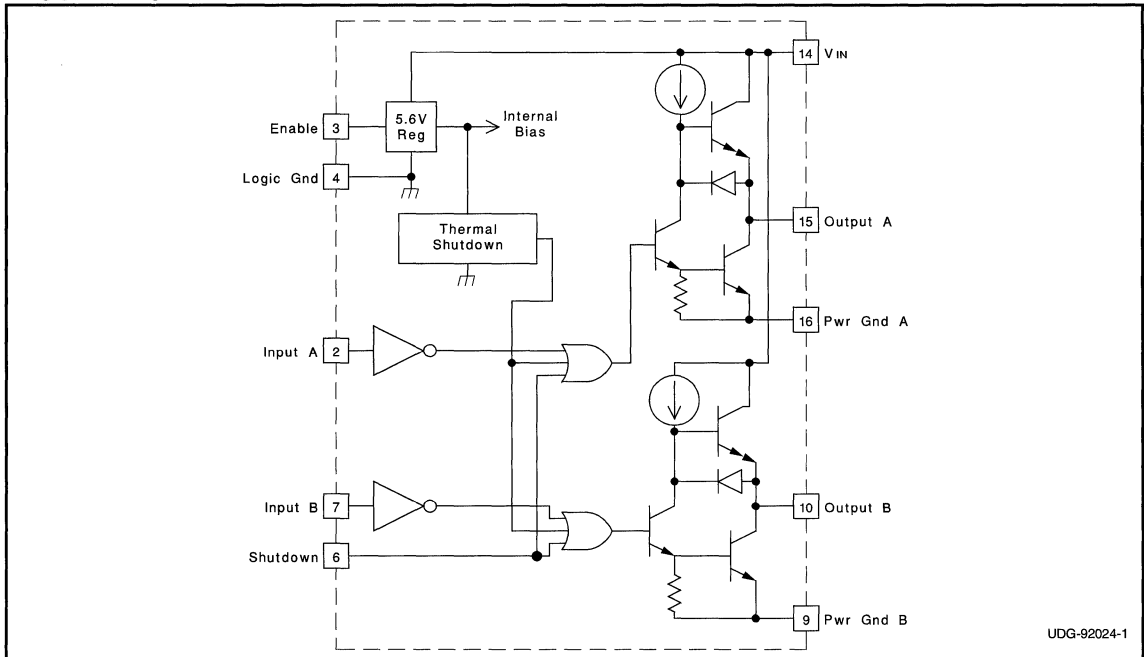 14 VIN
5.6V
Reg
Internal
Bias
Enable 3
Logic Gnd 4
Thermal
Shutdown
15 Output A
16 Pwr Gnd A
Input A 2
Input B 7
10 Output B
Shutdown 6
9 Pwr Gnd B
UDG-92024-1